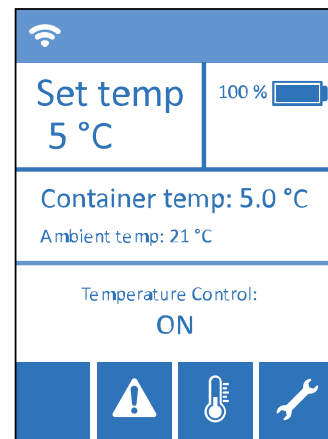 Set temp
5 °C
100 %
Container temp: 5.0 °C
Ambient temp: 21 °C
Temperature Control:
ON